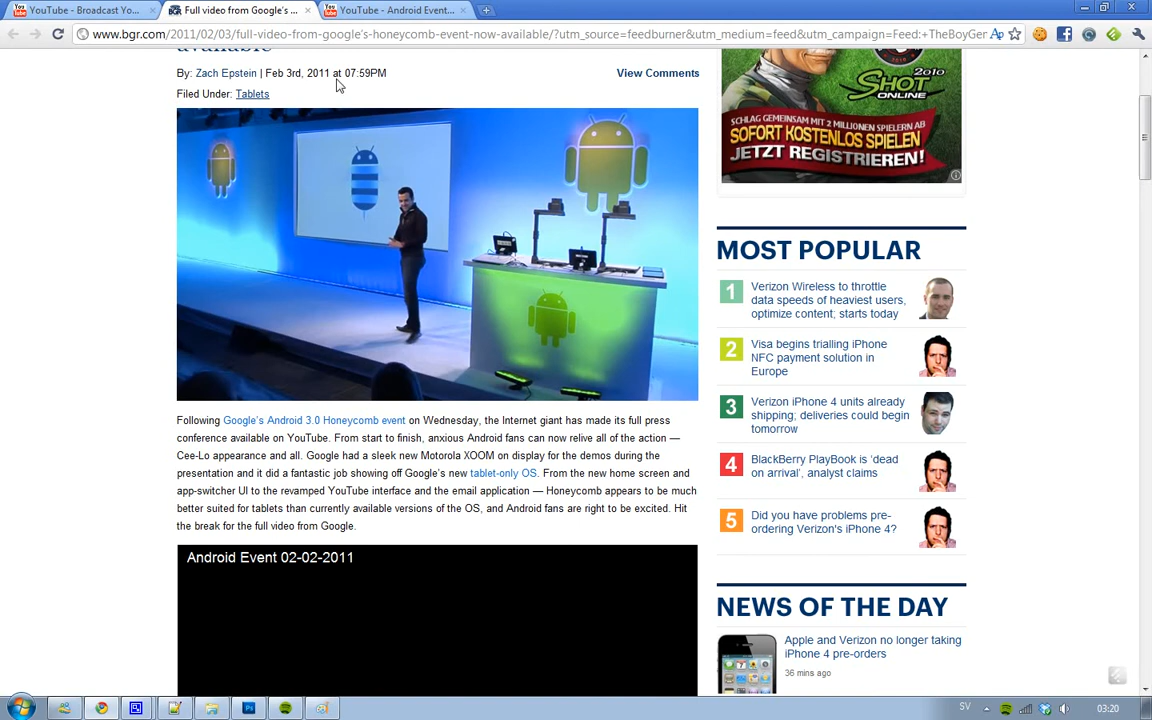 YouTube - Broadcast Yo...
Full video from Google's ...
YouTube - Android Event...
www.bgr.com/2011/02/03/full-video-from-google's-honeycomb-event-now-available/?utm_source=feedburner&utm_medium=feed&utm_campaign=Feed:+TheBoyGer
available
By: Zach Epstein | Feb 3rd, 2011 at 07:59PM
View Comments
Filed Under: Tablets
Following Google's Android 3.0 Honeycomb event on Wednesday, the Internet giant has made its full press
conference available on YouTube. From start to finish, anxious Android fans can now relive all of the action —
Cee-Lo appearance and all. Google had a sleek new Motorola XOOM on display for the demos during the
presentation and it did a fantastic job showing off Google's new tablet-only OS. From the new home screen and
app-switcher UI to the revamped YouTube interface and the email application — Honeycomb appears to be much
better suited for tablets than currently available versions of the OS, and Android fans are right to be excited. Hit
the break for the full video from Google.
Android Event 02-02-2011
2010
SHOT
ONLINE
SCHLAG GEMEINSAM MIT 2 MILLIONEN SPIELERN AB
SOFORT KOSTENLOS SPIELEN
JETZT REGISTRIEREN!
MOST POPULAR
1
Verizon Wireless to throttle
data speeds of heaviest users,
optimize content; starts today
2
Visa begins trialling iPhone
NFC payment solution in
Europe
3
Verizon iPhone 4 units already
shipping; deliveries could begin
tomorrow
4
BlackBerry PlayBook is 'dead
on arrival', analyst claims
5
Did you have problems pre-
ordering Verizon's iPhone 4?
NEWS OF THE DAY
Apple and Verizon no longer taking
iPhone 4 pre-orders
36 mins ago
SV
03:20